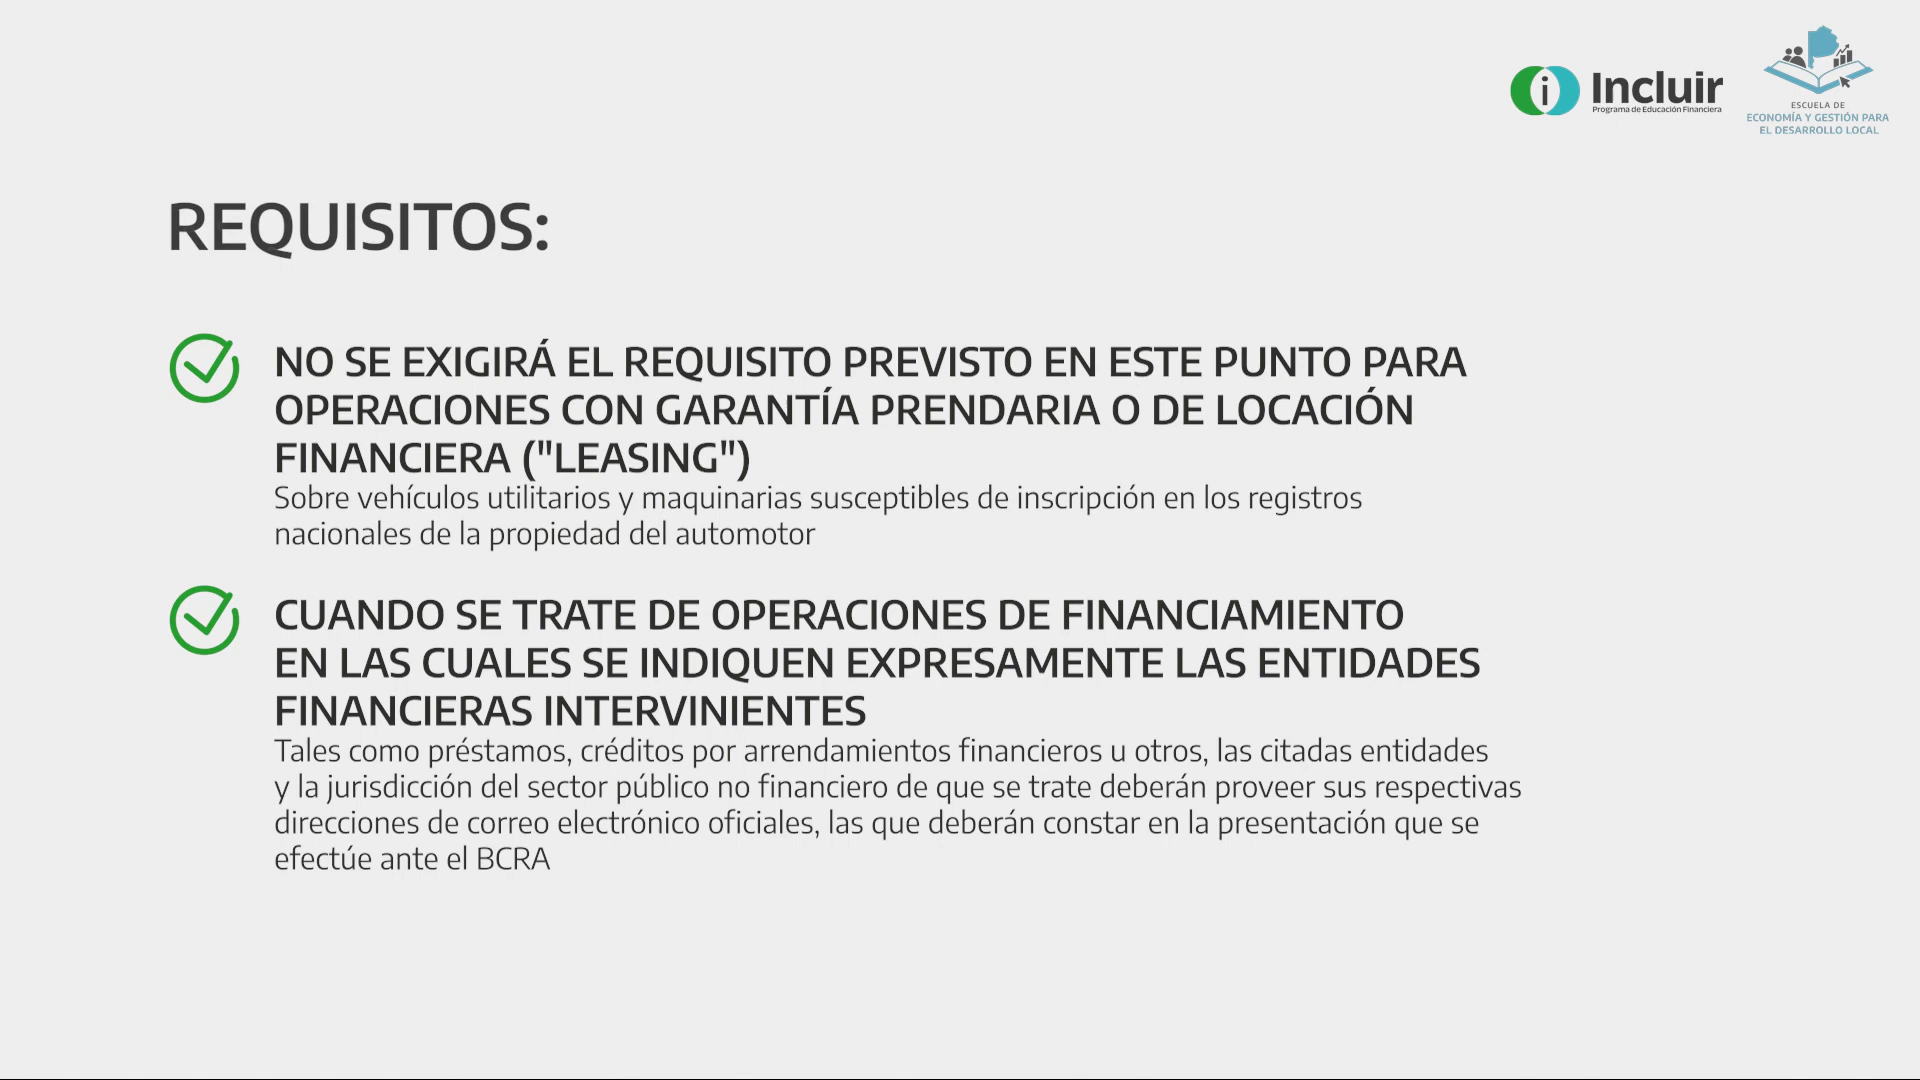 i Incluir
Programa de Educación Financiera
ESCUELA DE
ECONOMÍA Y GESTIÓN PARA
EL DESARROLLO LOCAL
REQUISITOS:
NO SE EXIGIRÁ EL REQUISITO PREVISTO EN ESTE PUNTO PARA
OPERACIONES CON GARANTÍA PRENDARIA O DE LOCACIÓN
FINANCIERA ("LEASING")
Sobre vehículos utilitarios y maquinarias susceptibles de inscripción en los registros
nacionales de la propiedad del automotor
CUANDO SE TRATE DE OPERACIONES DE FINANCIAMIENTO
EN LAS CUALES SE INDIQUEN EXPRESAMENTE LAS ENTIDADES
FINANCIERAS INTERVINIENTES
Tales como préstamos, créditos por arrendamientos financieros u otros, las citadas entidades
y la jurisdicción del sector público no financiero de que se trate deberán proveer sus respectivas
direcciones de correo electrónico oficiales, las que deberán constar en la presentación que se
efectúe ante el BCRA